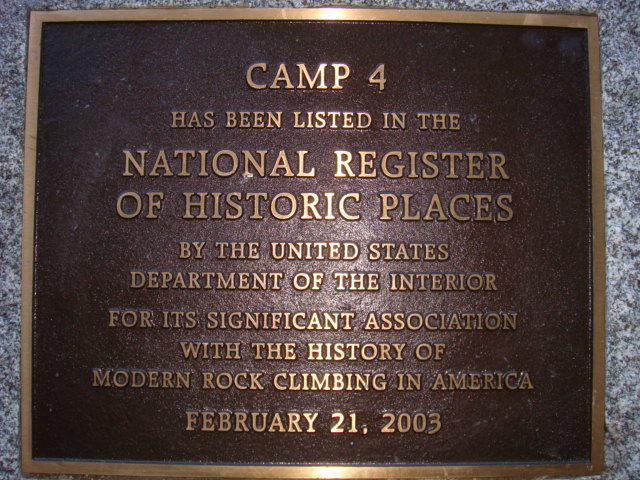 CAMP 4
HAS BEEN LISTED IN THE
NATIONAL REGISTER
OF HISTORIC PLACES
BY THE UNITED STATES
DEPARTMENT OF THE INTERIOR
FOR ITS SIGNIFICANT ASSOCIATION
WITH THE HISTORY OF
MODERN ROCK CLIMBING IN AMERICA
FEBRUARY 21, 2003